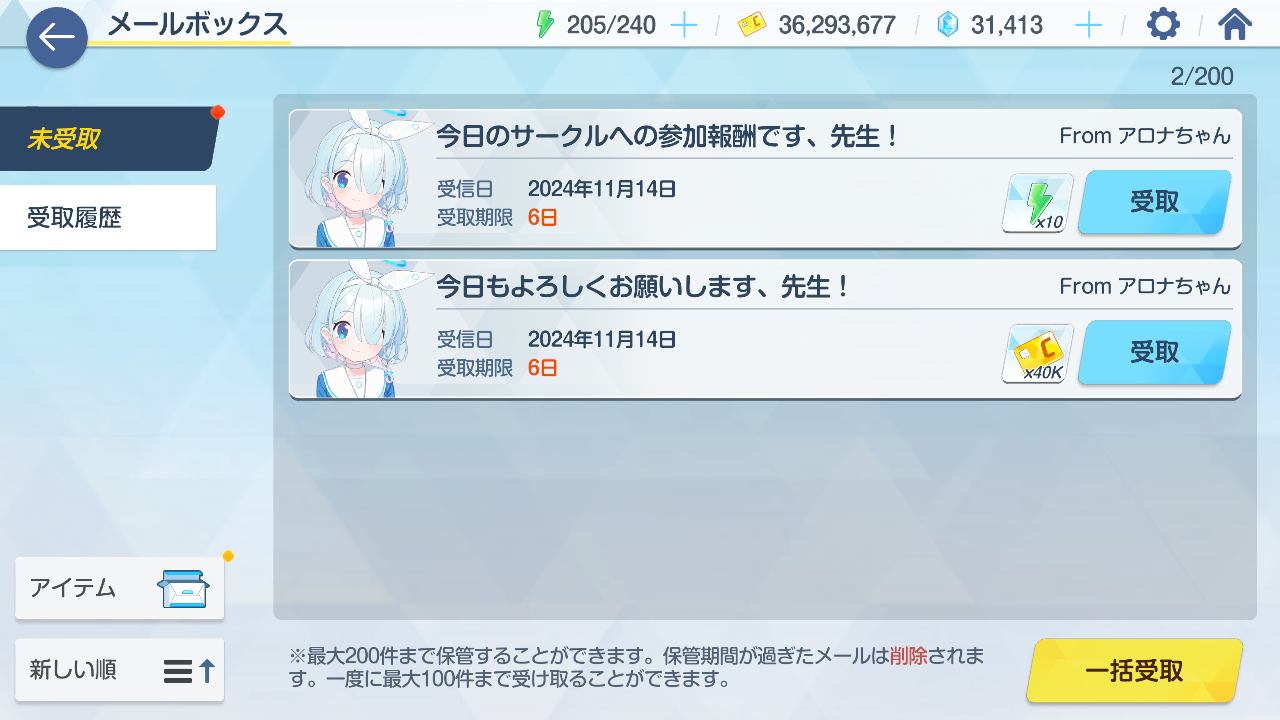 メールボックス
205/240
36,293,677
31,413
2/200
未受取
受取履歴
今日のサークルへの参加報酬です、先生！
From アロナちゃん
受信日 2024年11月14日
受取期限 6日
x10
受取
今日もよろしくお願いします、先生！
From アロナちゃん
受信日 2024年11月14日
受取期限 6日
x40K
受取
アイテム
新しい順
※最大200件まで保管することができます。保管期間が過ぎたメールは削除されま
す。一度に最大100件まで受け取ることができます。
一括受取